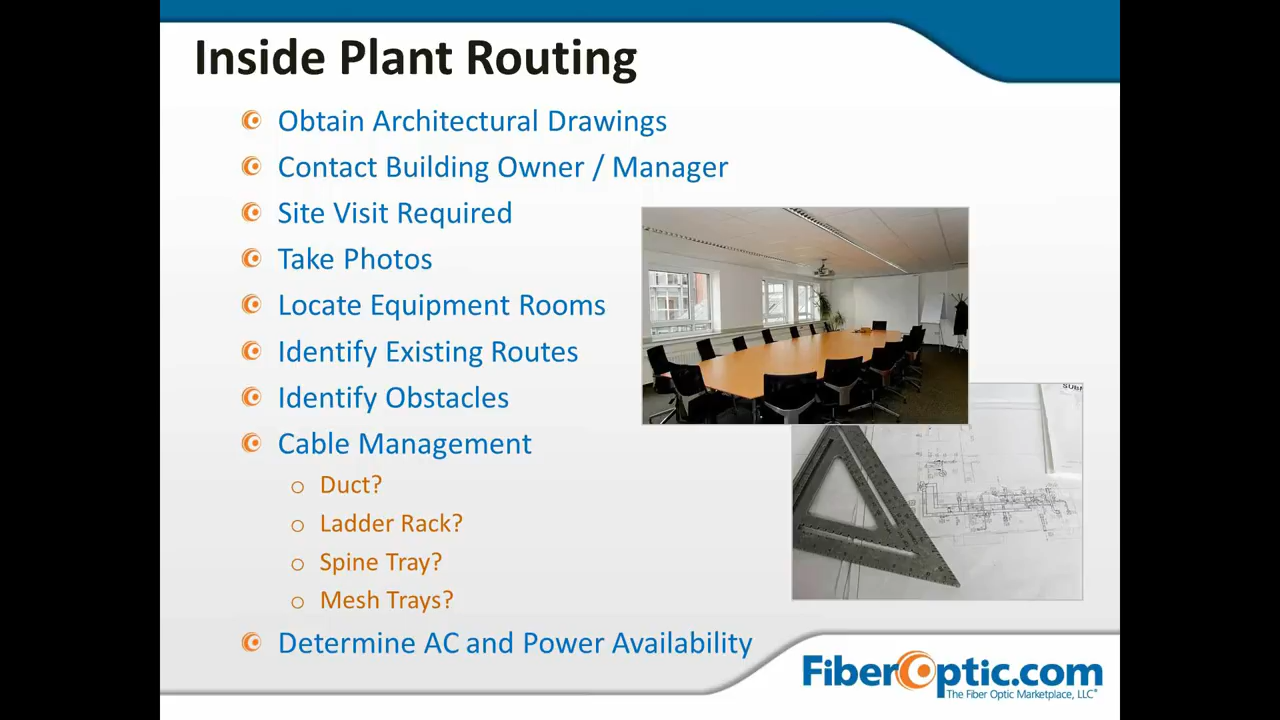 Inside Plant Routing
Obtain Architectural Drawings
Contact Building Owner / Manager
Site Visit Required
Take Photos
Locate Equipment Rooms
Identify Existing Routes
Identify Obstacles
Cable Management
Duct?
Ladder Rack?
Spine Tray?
Mesh Trays?
Determine AC and Power Availability
FiberOptic.com
The Fiber Optic Marketplace, LLC®